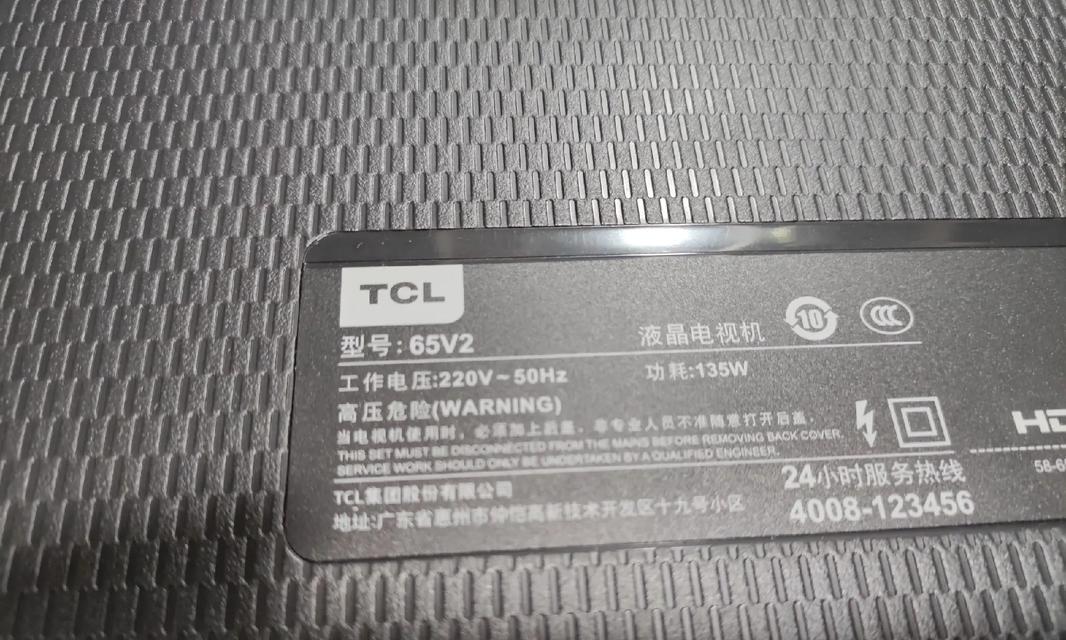 TCL
型号:65V2
液晶电视机
10
CCC
工作电压:220V~50Hz
功耗:135W
高压危险(WARNING)
当电视机使用时，必须加上后盖，非专业人员不准随意打开后盖。
THIS SET MUST BE DISCONNECTED FROM THE MAINS BEFORE REMOVING BACK COVER.
SERVICE WORK SHOULD ONLY BE UNDERTAKEN BY A QUALIFIED ENGINEER.
TCL集团股份有限公司
地址:广东省惠州市仲恺高新技术开发区十九号小区
24小时服务热线
4008-123456
HD
58-6